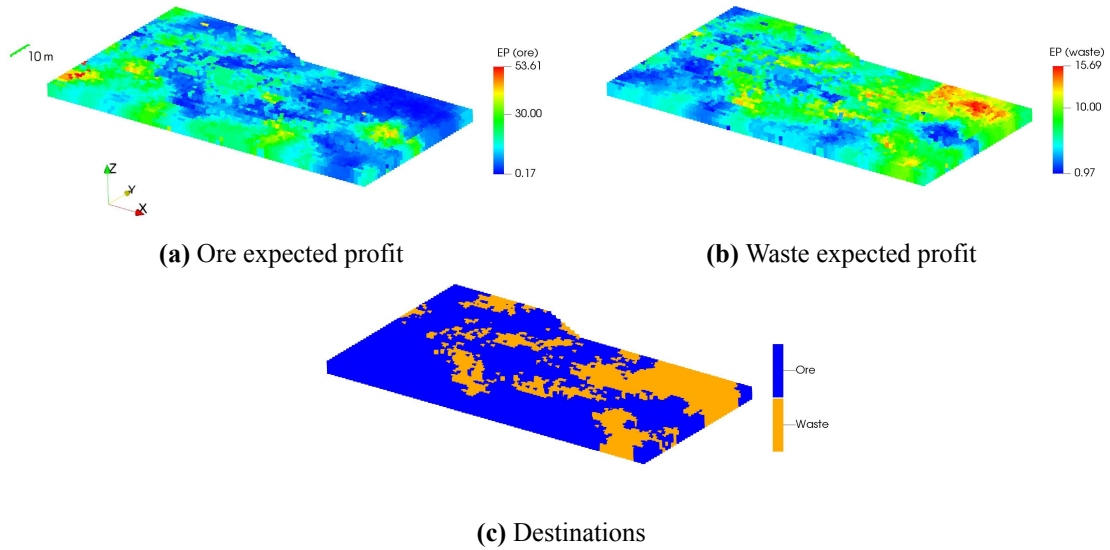 10 m
EP (ore)
53.61
30.00
0.17
Z
Y
X
EP (waste)
15.69
10.00
0.97
(a) Ore expected profit
(b) Waste expected profit
Ore
Waste
(c) Destinations